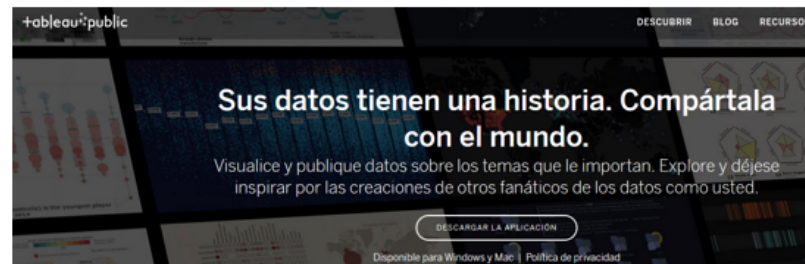 tableau public
DESCUBRIR BLOG RECURSO
Sus datos tienen una historia. Compártala
con el mundo.
Visualice y publique datos sobre los temas que le importan. Explore y déjese
inspirar por las creaciones de otros fanáticos de los datos como usted.
DESCARGAR LA APLICACIÓN
Disponible para Windows y Mac | Política de privacidad